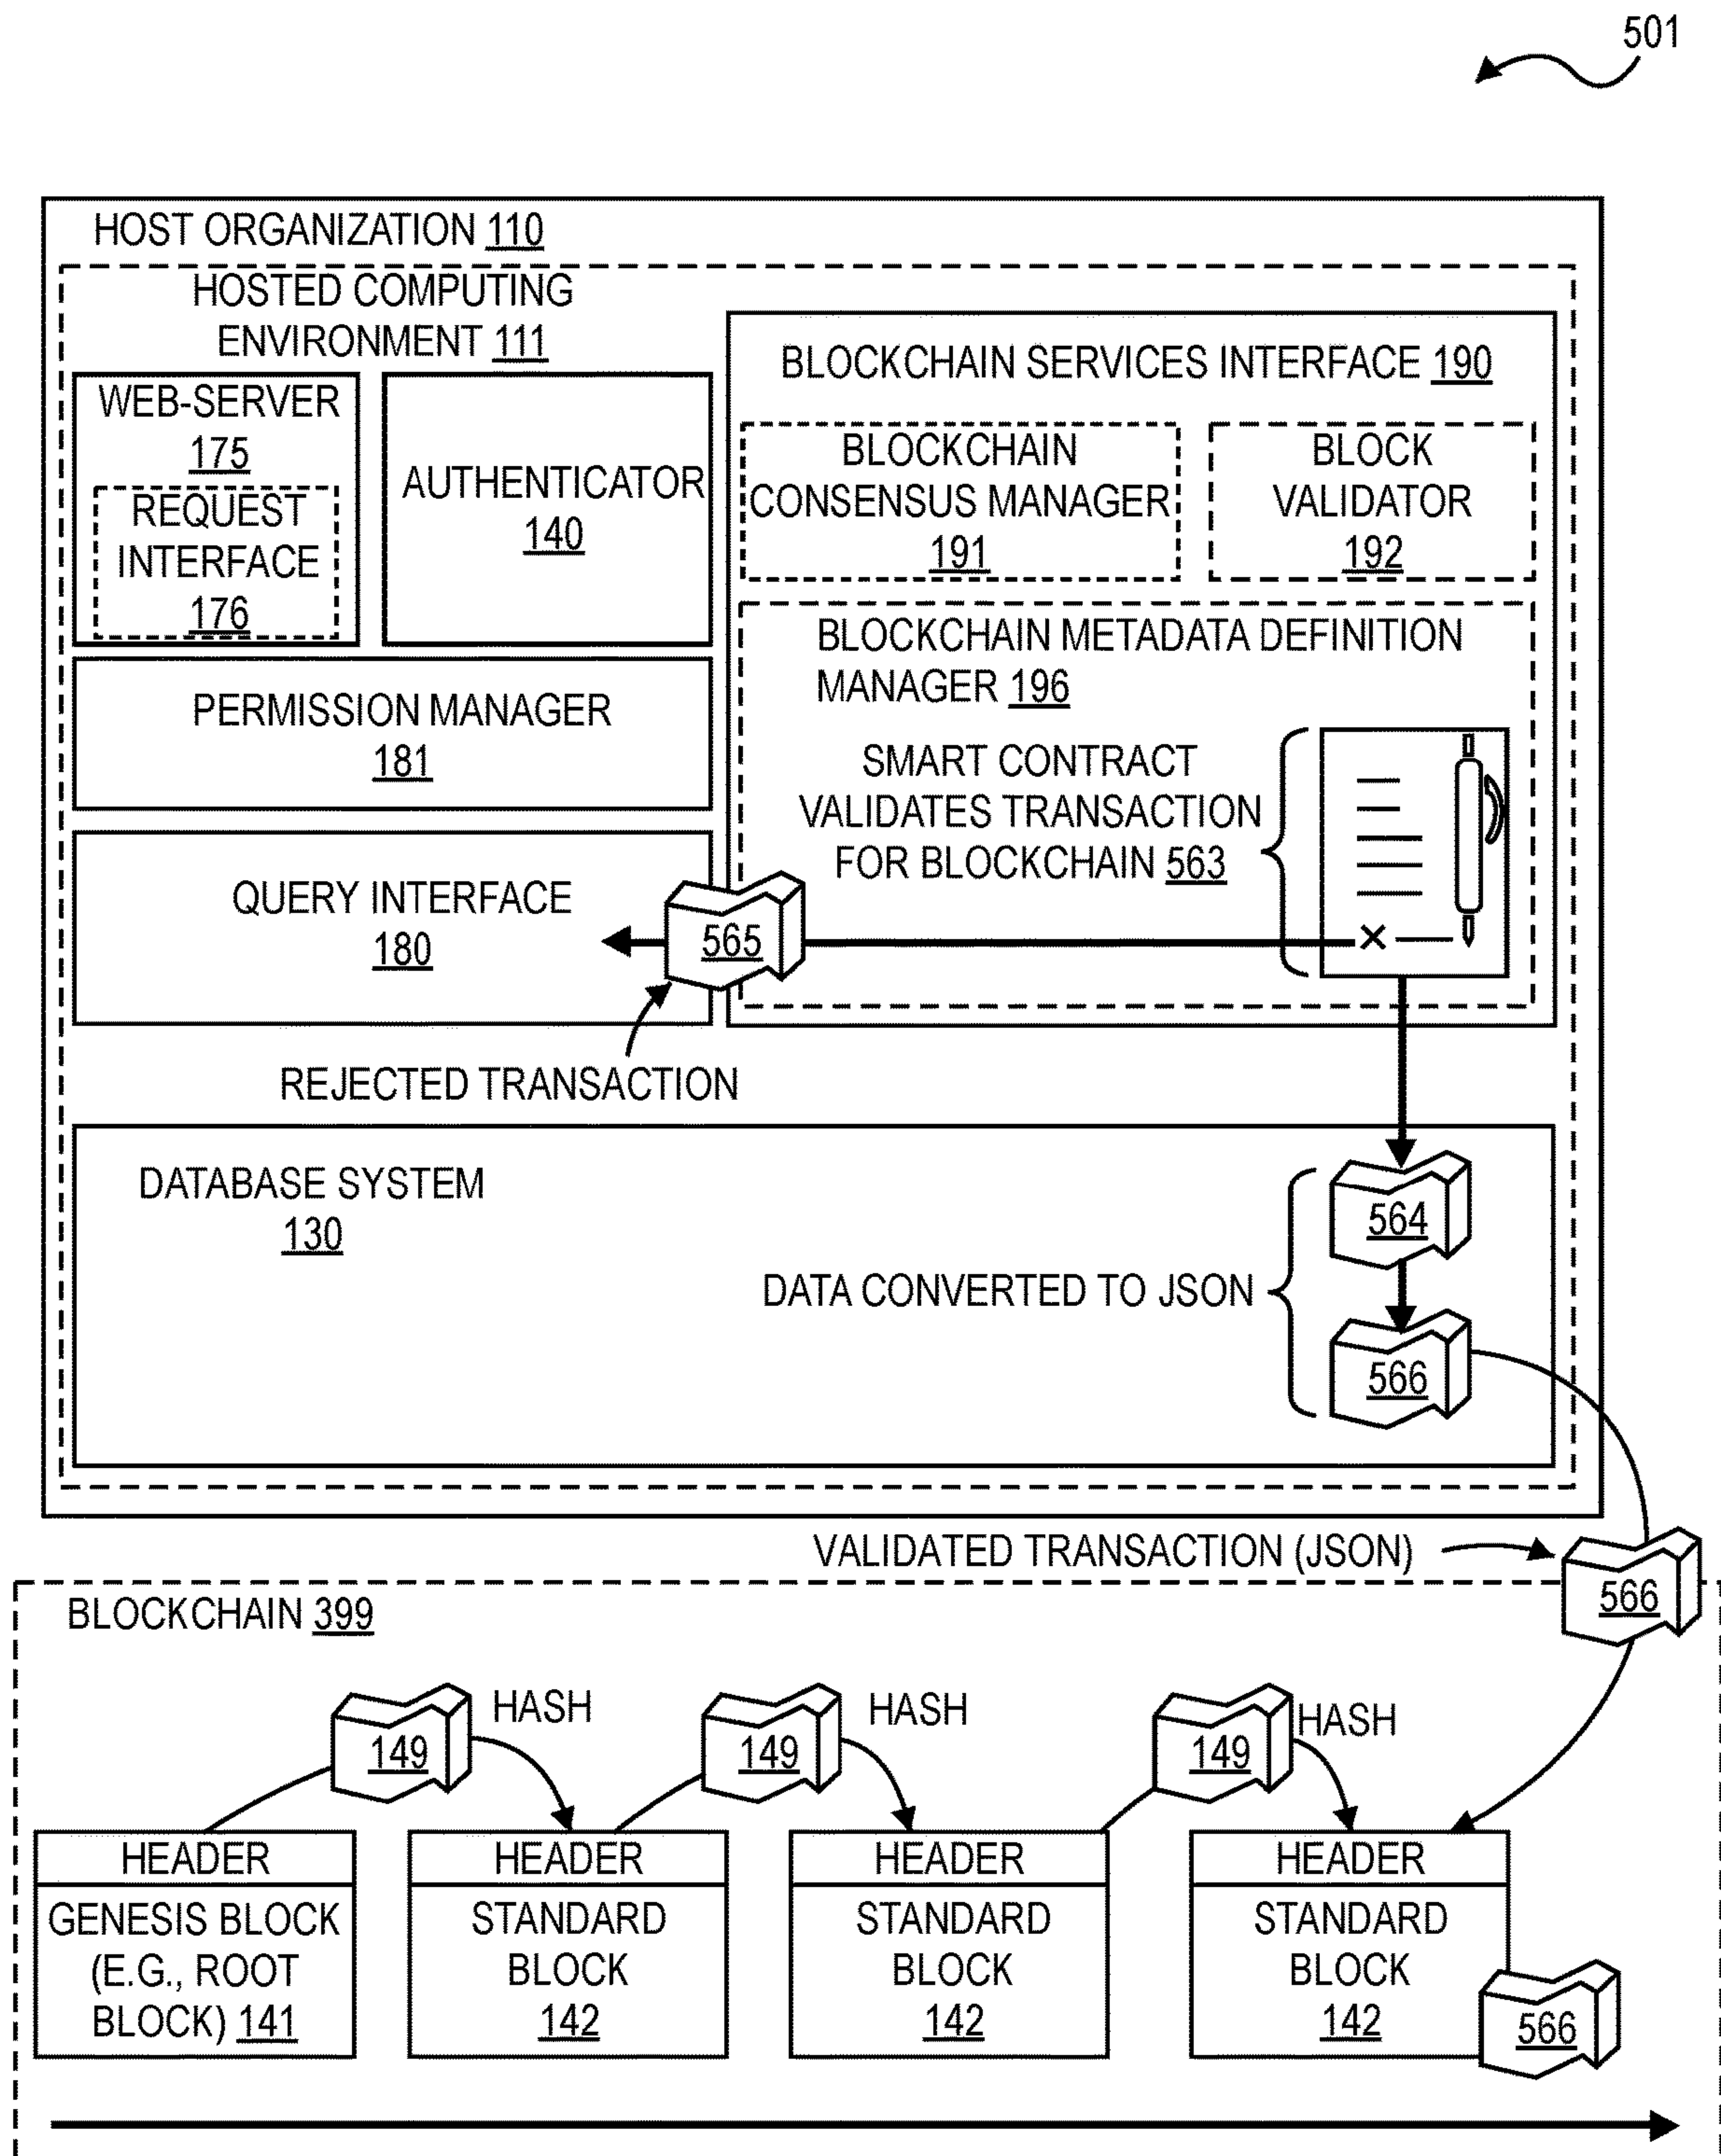 501
HOST ORGANIZATION 110
HOSTED COMPUTING
ENVIRONMENT 111
WEB-SERVER
175
REQUEST
INTERFACE
176
AUTHENTICATOR
140
PERMISSION MANAGER
181
QUERY INTERFACE
180
BLOCKCHAIN SERVICES INTERFACE 190
BLOCKCHAIN
CONSENSUS MANAGER
191
BLOCK
VALIDATOR
192
BLOCKCHAIN METADATA DEFINITION
MANAGER 196
SMART CONTRACT
VALIDATES TRANSACTION
FOR BLOCKCHAIN 563
X
565
REJECTED TRANSACTION
DATABASE SYSTEM
130
564
DATA CONVERTED TO JSON
566
VALIDATED TRANSACTION (JSON)
566
BLOCKCHAIN 399
149
HASH
149
HASH
149
HASH
HEADER
GENESIS BLOCK
(E.G., ROOT
BLOCK) 141
HEADER
STANDARD
BLOCK
142
HEADER
STANDARD
BLOCK
142
HEADER
STANDARD
BLOCK
142
566